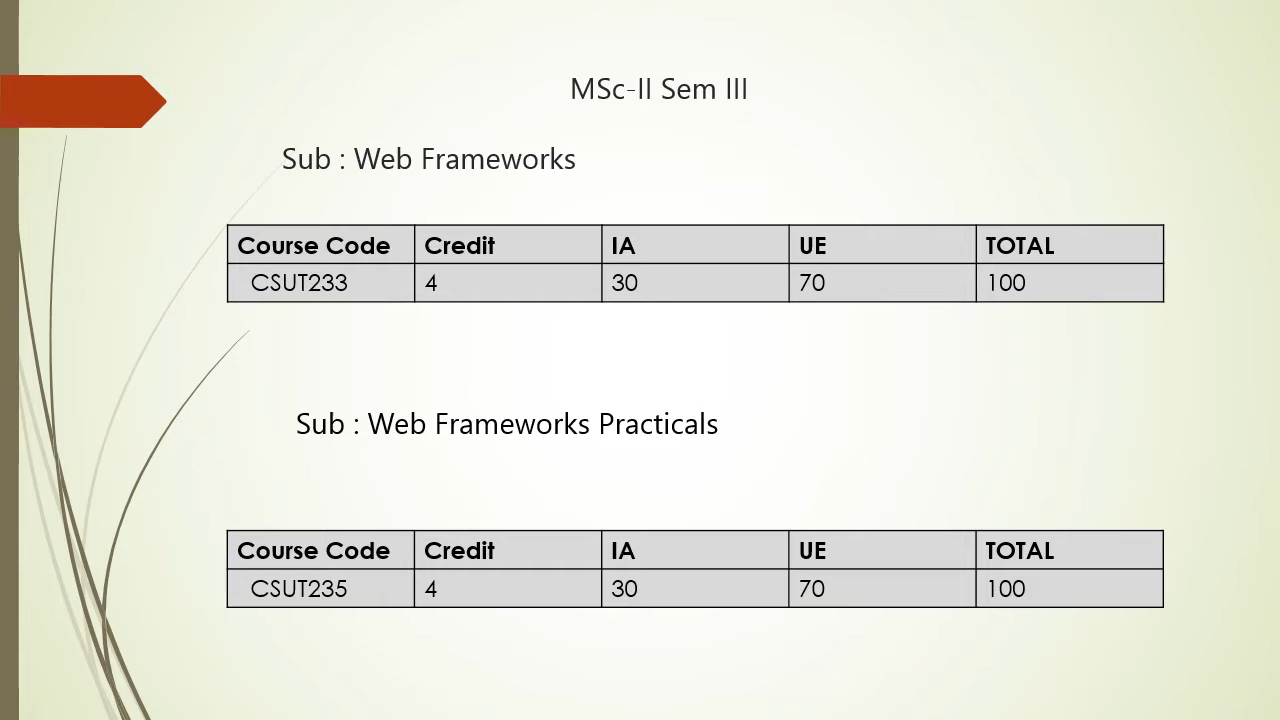 MSc-II Sem III
Sub : Web Frameworks
Course Code Credit IA UE TOTAL
CSUT233 4 30 70 100
Sub : Web Frameworks Practicals
Course Code Credit IA UE TOTAL
CSUT235 4 30 70 100